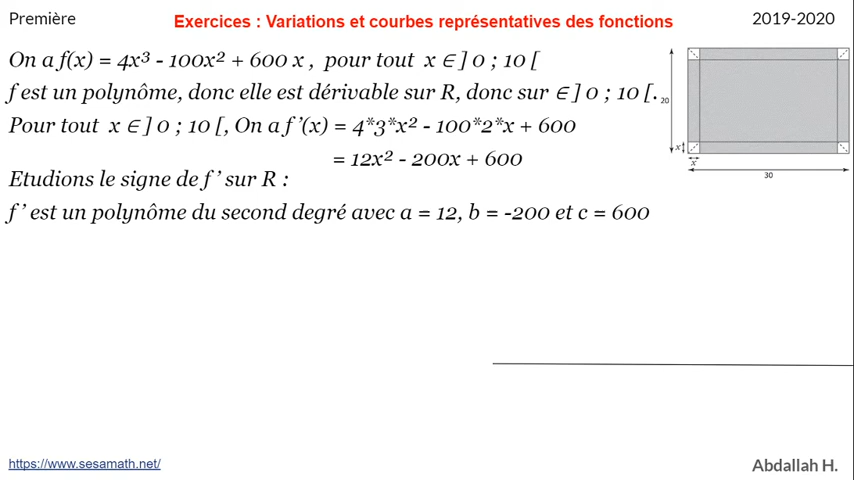 Première
Exercices : Variations et courbes représentatives des fonctions
2019-2020
On a f(x) = 4x³ - 100x² + 600 x , pour tout x ∈ ] 0 ; 10 [
f est un polynôme, donc elle est dérivable sur R, donc sur ∈ ] 0 ; 10 [.
Pour tout x ∈ ] 0 ; 10 [, On a f ’(x) = 4*3*x² - 100*2*x + 600
= 12x² - 200x + 600
Etudions le signe de f ’ sur R :
f ’ est un polynôme du second degré avec a = 12, b = -200 et c = 600
20
x
x
30
https://www.sesamath.net/
Abdallah H.